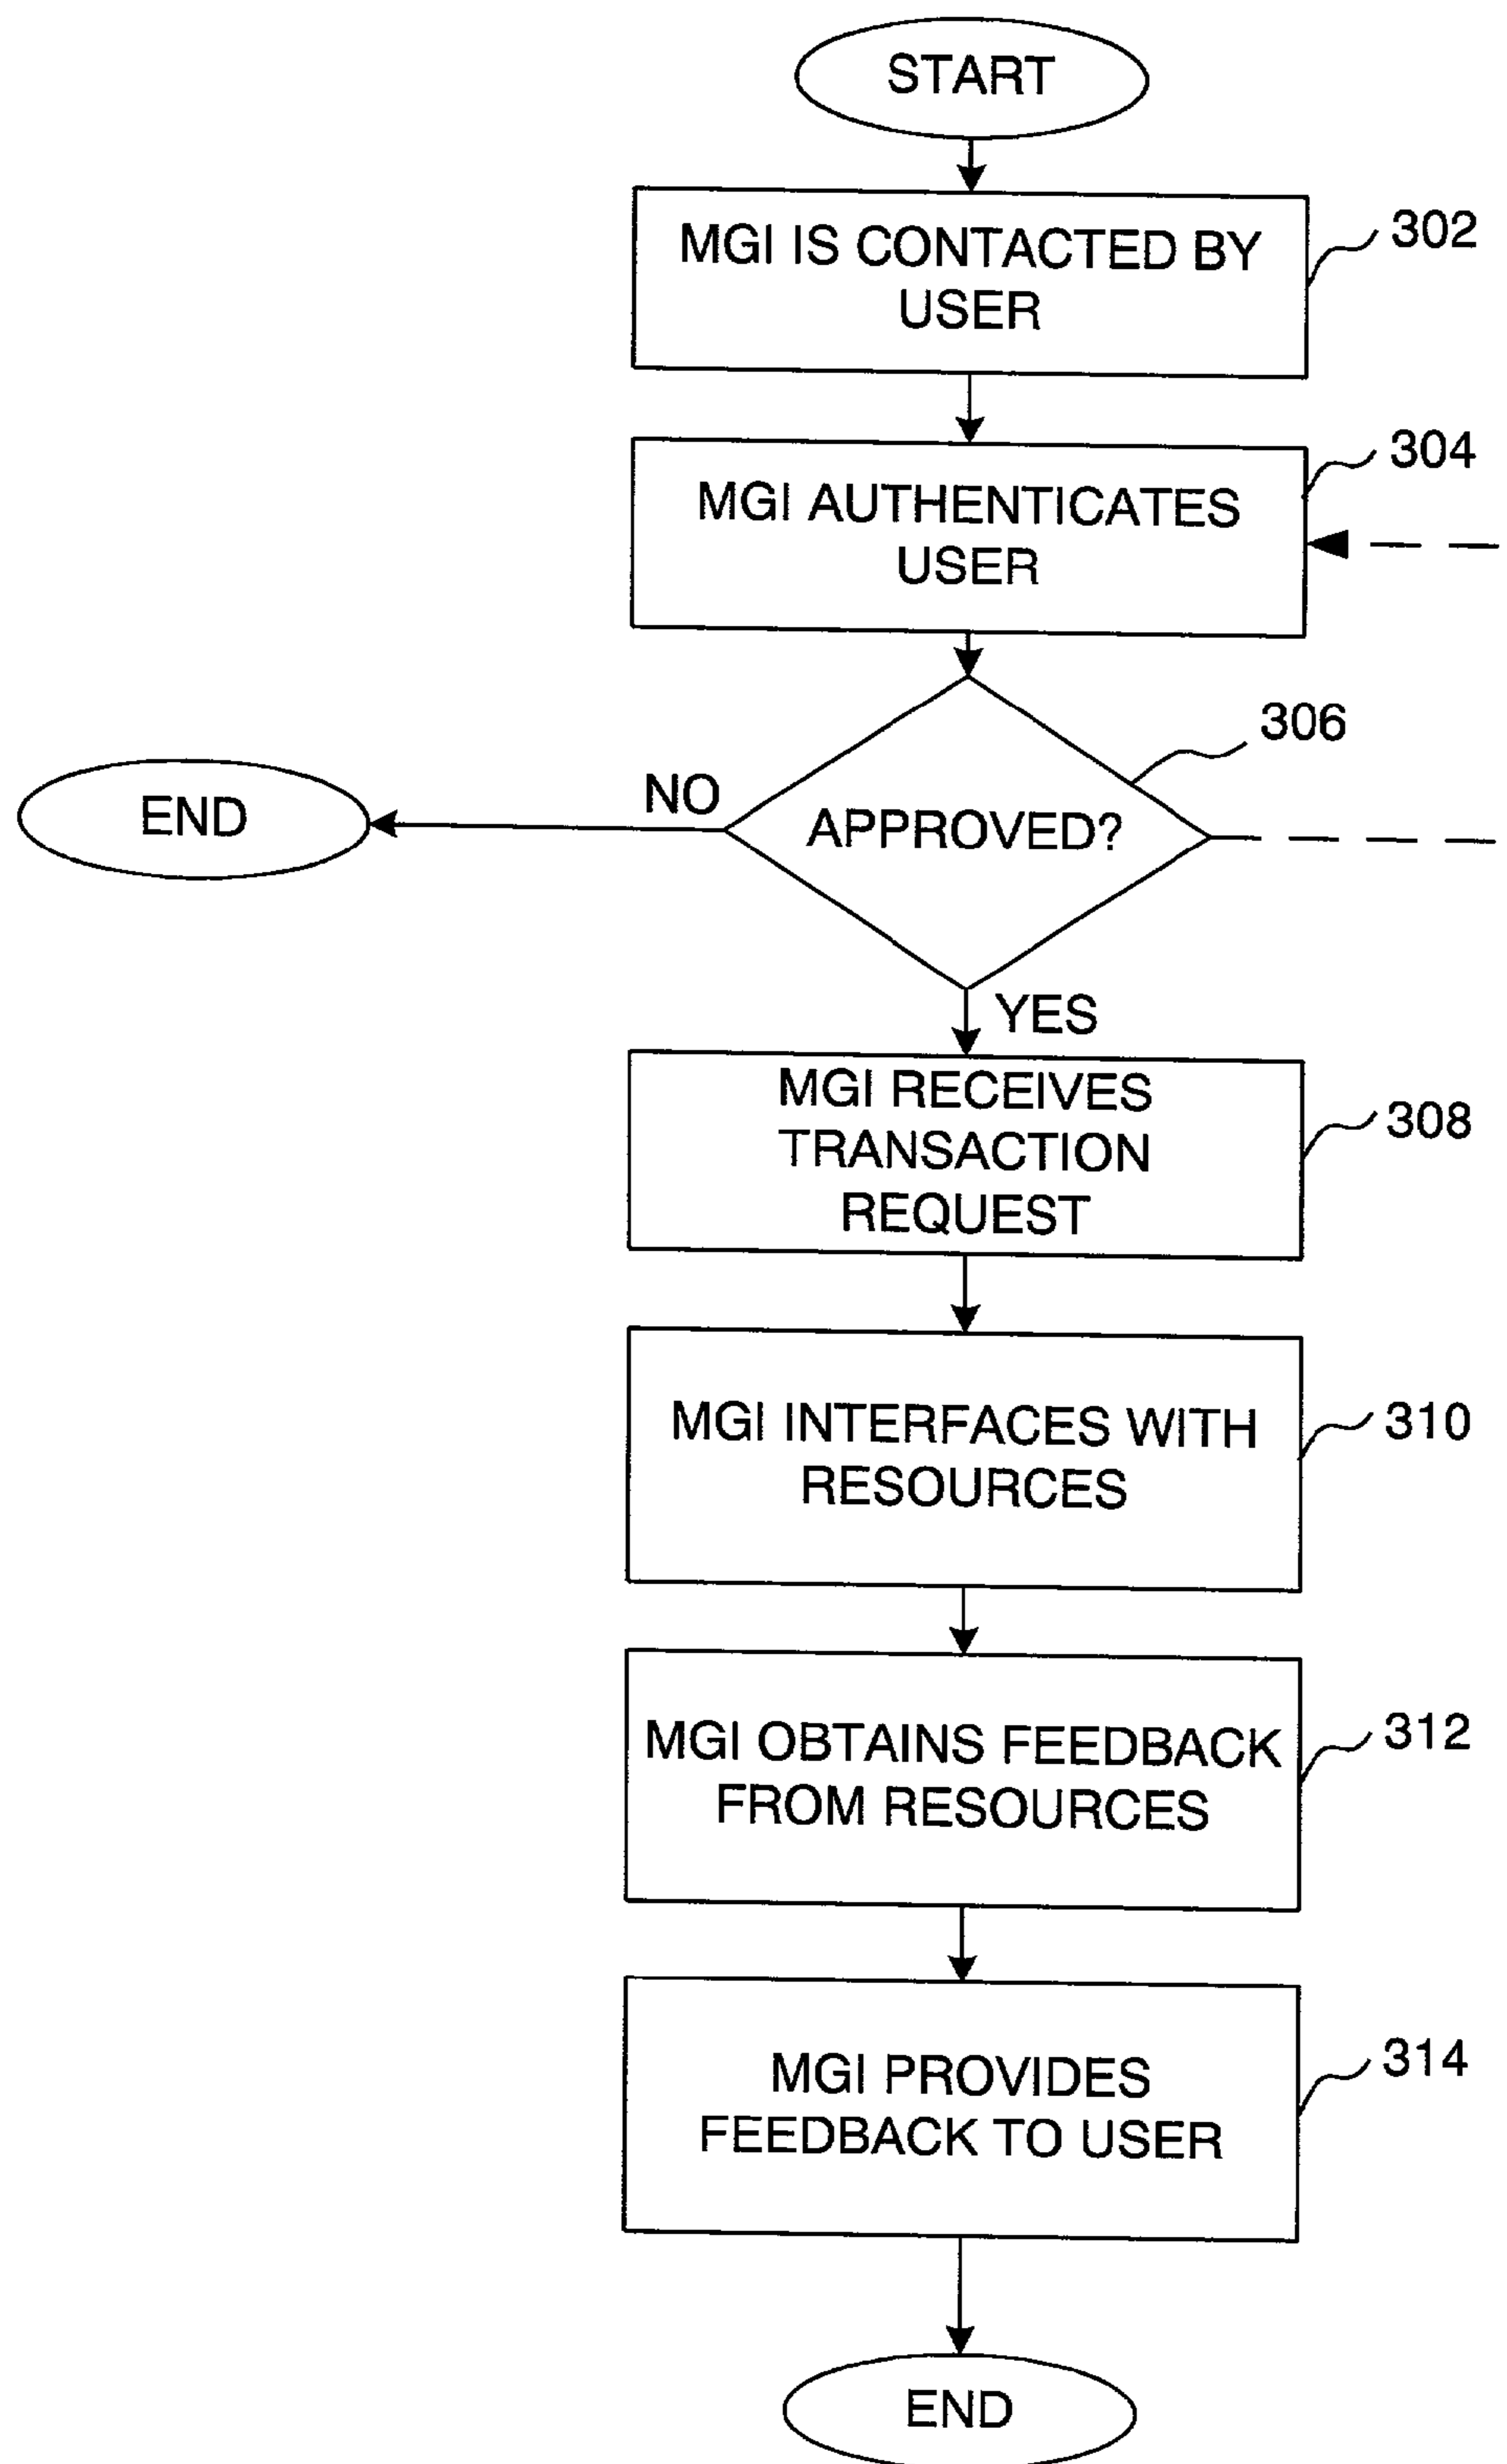 START
MGI IS CONTACTED BY
USER
302
MGI AUTHENTICATES
USER
304
306
NO
APPROVED?
END
YES
MGI RECEIVES
TRANSACTION
REQUEST
308
MGI INTERFACES WITH
RESOURCES
310
MGI OBTAINS FEEDBACK
FROM RESOURCES
312
MGI PROVIDES
FEEDBACK TO USER
314
END